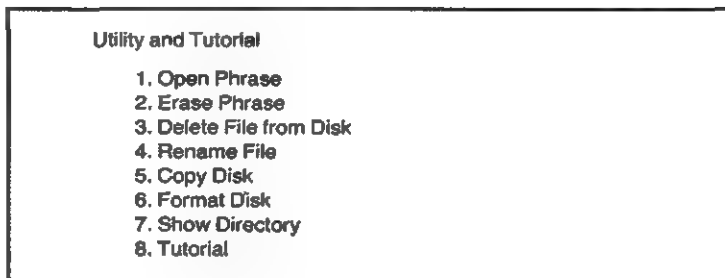 Utility and Tutorial
1. Open Phrase
2. Erase Phrase
3. Delete File from Disk
4. Rename File
5. Copy Disk
6. Format Disk
7. Show Directory
8. Tutorial